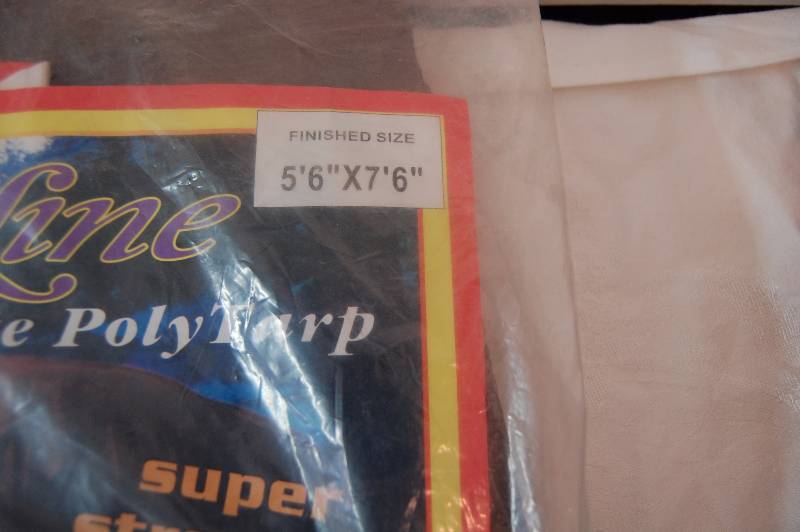 FINISHED SIZE
5'6"X7'6"
Line
e PolyTarp
super